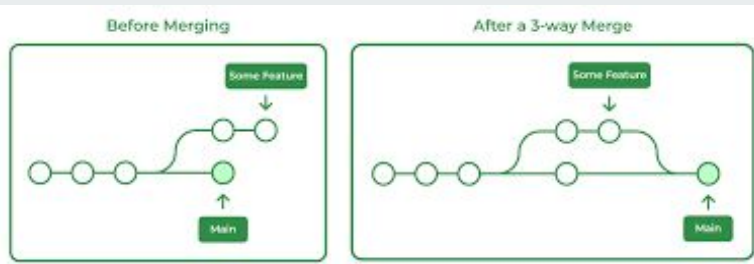 Before Merging
After a 3-way Merge
Some Feature
Some Feature
Main
Main